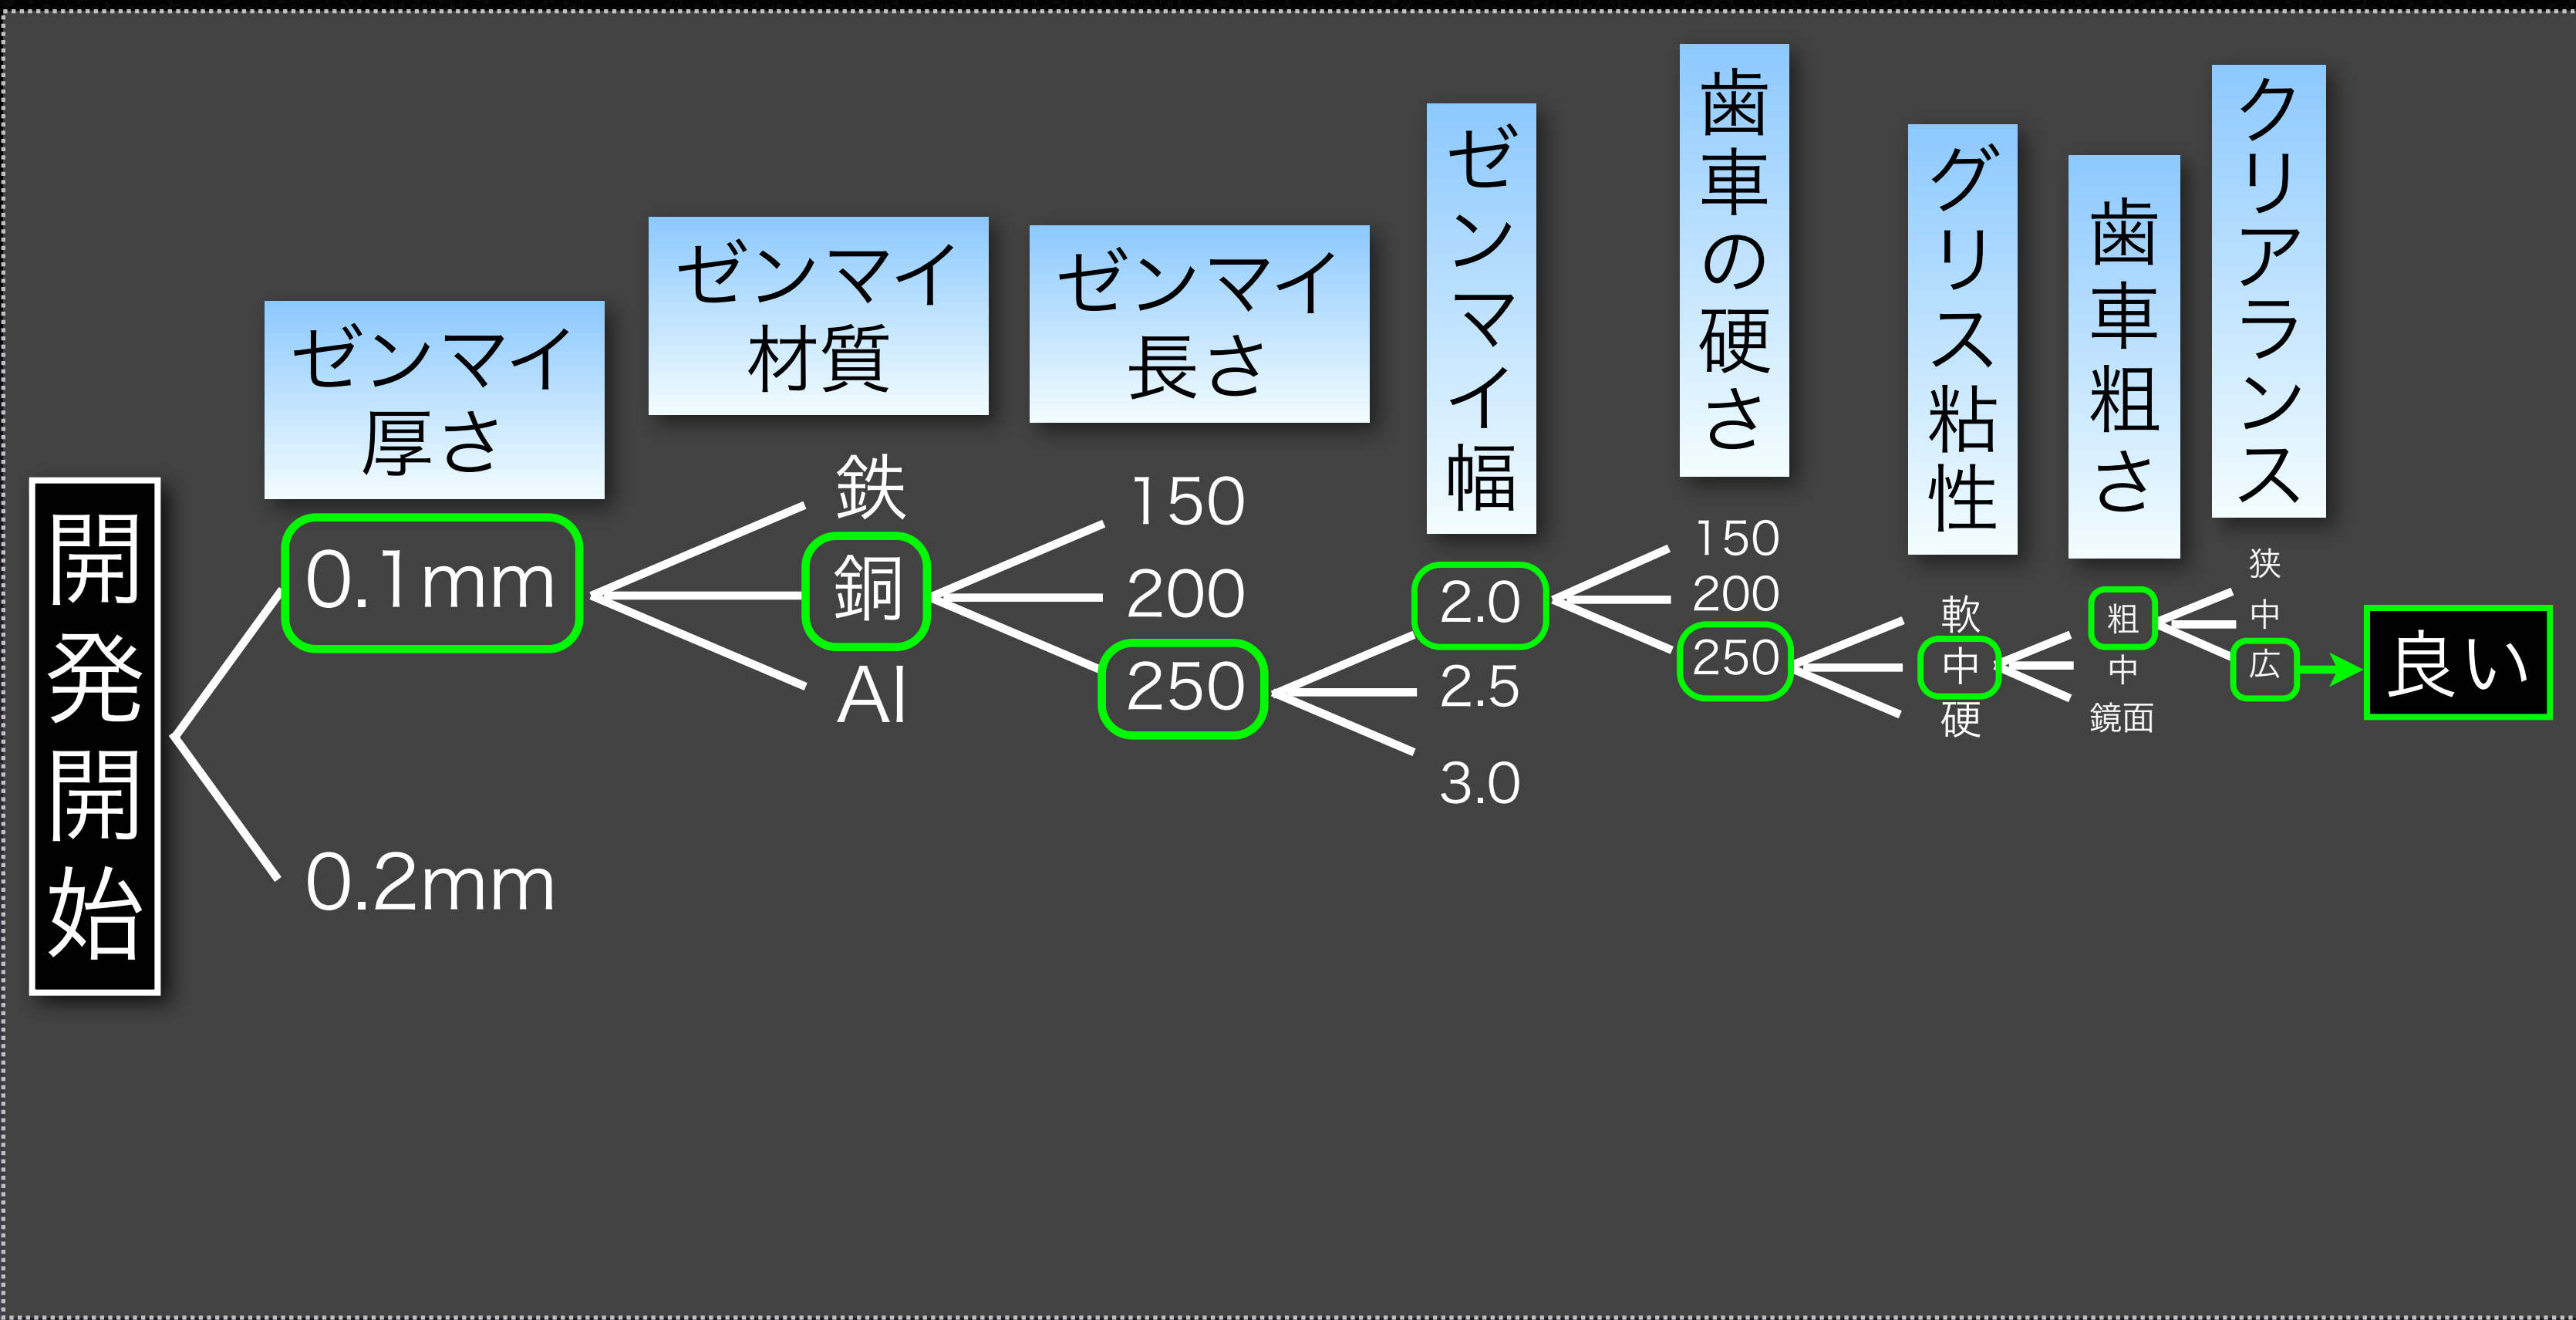 開発開始
ゼンマイ
厚さ
0.1mm
0.2mm
ゼンマイ
材質
鉄
銅
Al
ゼンマイ
長さ
150
200
250
ゼンマイ幅
2.0
2.5
3.0
歯車の硬さ
150
200
250
グリス粘性
軟
中
硬
歯車粗さ
粗
中
鏡面
クリアランス
狭
中
広
良い